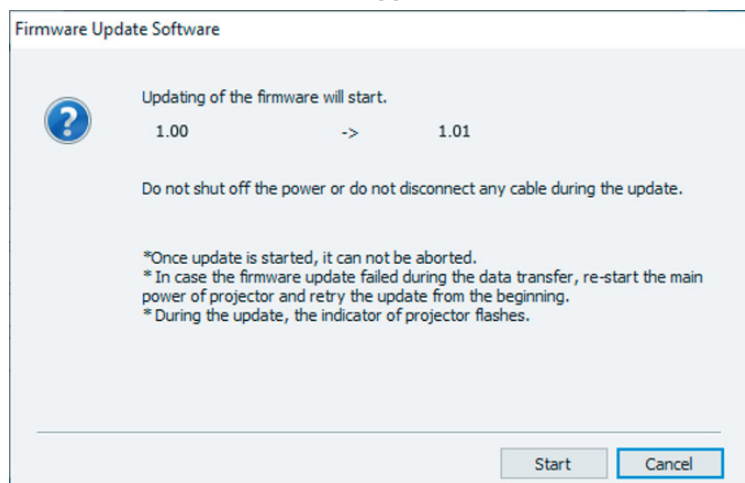 Firmware Update Software
Updating of the firmware will start.
1.00 -> 1.01
Do not shut off the power or do not disconnect any cable during the update.
*Once update is started, it can not be aborted.
* In case the firmware update failed during the data transfer, re-start the main
power of projector and retry the update from the beginning.
* During the update, the indicator of projector flashes.
Start Cancel